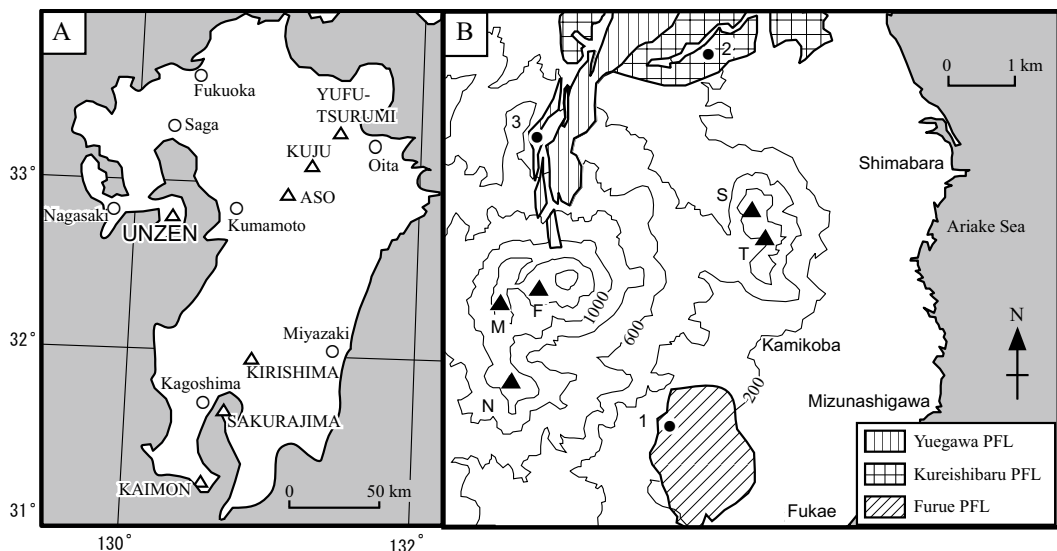 A
Fukuoka
YUFU-
TSURUMI
Saga
KUJU
Oita
33°
ASO
Nagasaki
Kumamoto
UNZEN
32°
Miyazaki
KIRISHIMA
Kagoshima
SAKURAJIMA
KAIMON
0 50 km
31°
130° 132°
B
2
0 1 km
3
Shimabara
S
Ariake Sea
T
N
F
1000
M
600
Kamikoba
200
N
Mizunashigawa
1
Yuegawa PFL
Kureishibaru PFL
Furue PFL
Fukae